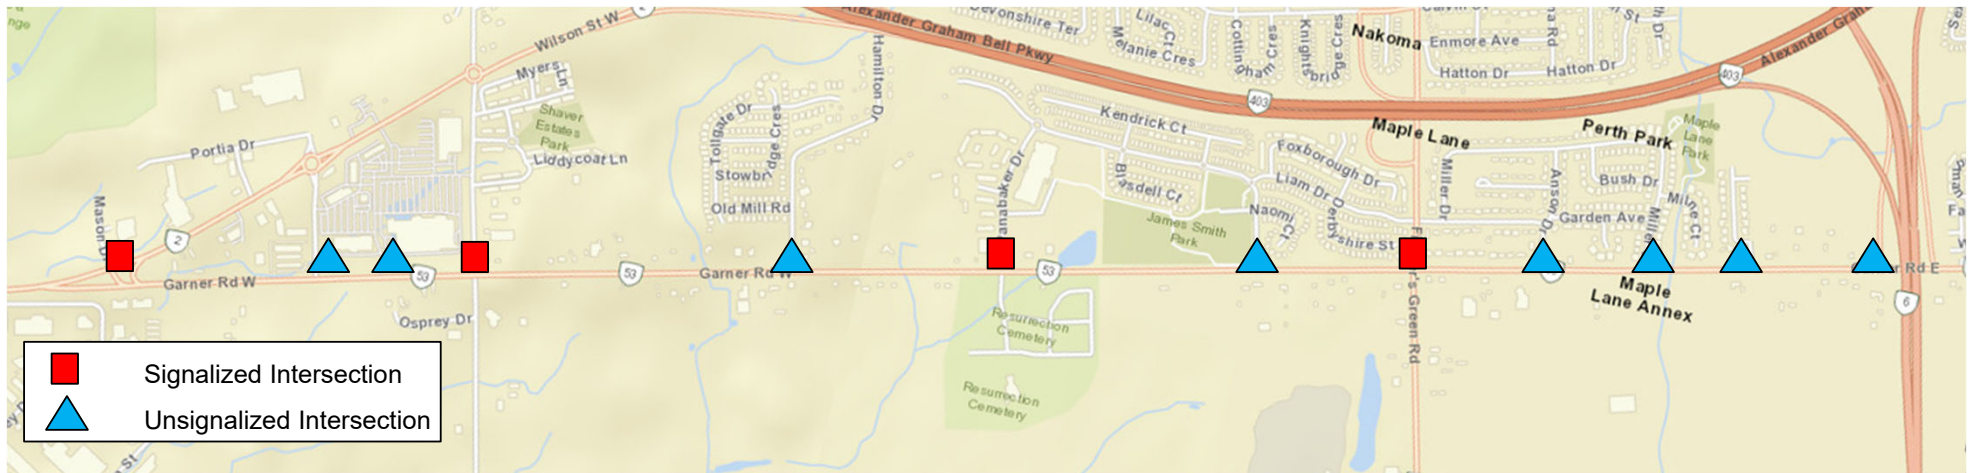 nge
Wilson St W
Myers Ln
Shaver
Estates
Park
Liddycoat Ln
Portia Dr
Mason Dr
2
Garner Rd W
53
Osprey Dr
53
Tollgate Dr
Stowbridge Cres
Old Mill Rd
Hamilton Dr
Garner Rd W
Alexander Graham Bell Pkwy
Devonshire Ter
Lilac Ct
Melanie Cres
Cottingham Cres
Knightsbridge Cres
403
Nakoma
Enmore Ave
Hatton Dr
Hatton Dr
403
Kendrick Ct
Blasdell Ct
James Smith
Park
53
Resurrection
Cemetery
Resurrection
Cemetery
Maple Lane
Perth Park
Maple
Lane
Park
Foxborough Dr
Liam Dr
Naomi Ct
Derbyshire St
Miller Dr
Anson Dr
Bush Dr
Garden Ave
Milne Ct
Maple
Lane Annex
Rd E
6
's Green Rd
Signalized Intersection
Unsignalized Intersection